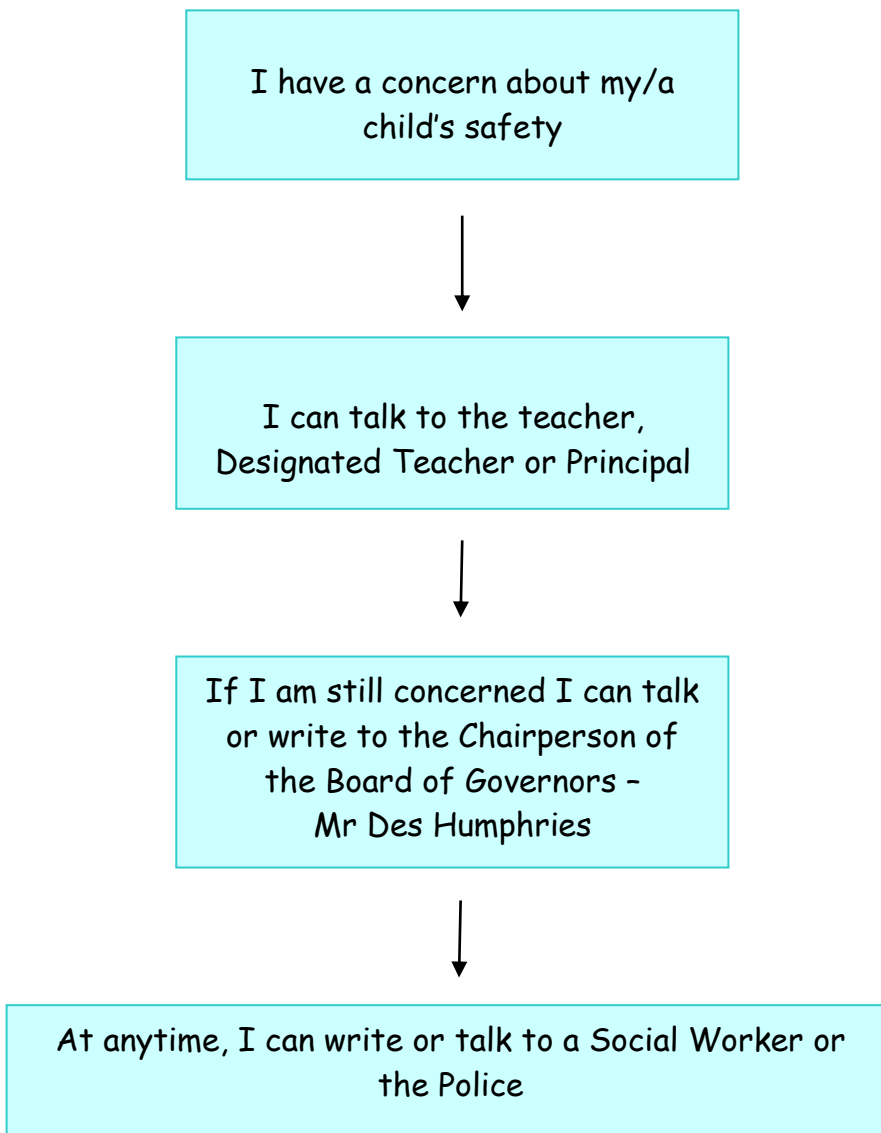 I have a concern about my/a
child's safety
I can talk to the teacher,
Designated Teacher or Principal
If I am still concerned I can talk
or write to the Chairperson of
the Board of Governors –
Mr Des Humphries
At anytime, I can write or talk to a Social Worker or
the Police